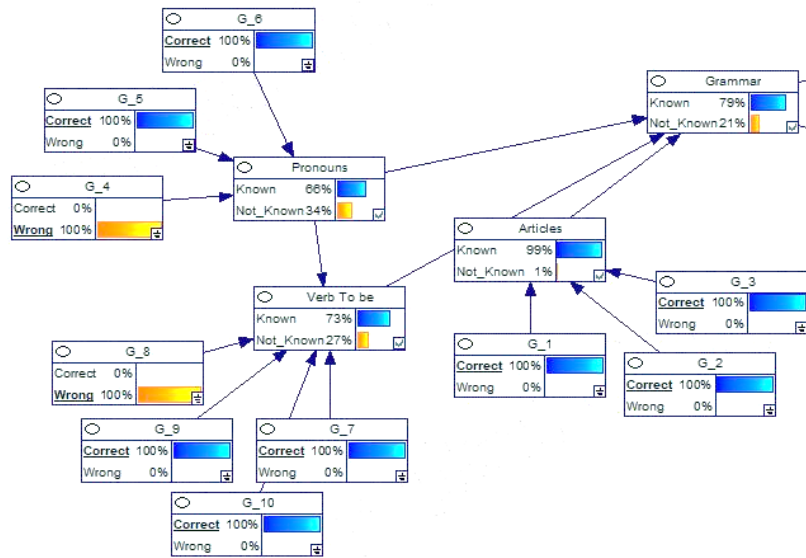 G_6
Correct 100%
Wrong 0%
Grammar
Known 79%
Not_Known 21%
G_5
Correct 100%
Wrong 0%
Pronouns
Known 66%
Not_Known 34%
G_4
Correct 0%
Wrong 100%
Articles
Known 99%
Not_Known 1%
G_3
Correct 100%
Wrong 0%
Verb To be
Known 73%
Not_Known 27%
G_1
Correct 100%
Wrong 0%
G_8
Correct 0%
Wrong 100%
G_2
Correct 100%
Wrong 0%
G_9
Correct 100%
Wrong 0%
G_7
Correct 100%
Wrong 0%
G_10
Correct 100%
Wrong 0%